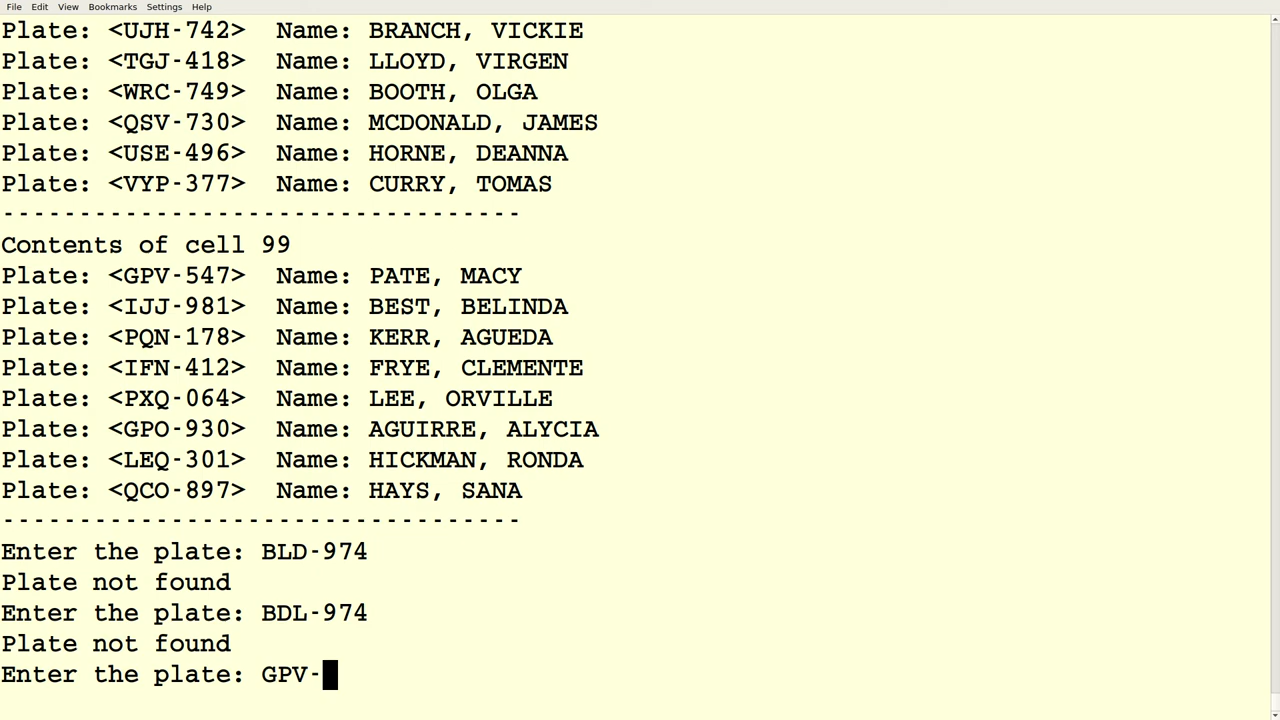 File Edit View Bookmarks Settings Help
Plate: <UJH-742>  Name: BRANCH, VICKIE
Plate: <TGJ-418>  Name: LLOYD, VIRGEN
Plate: <WRC-749>  Name: BOOTH, OLGA
Plate: <QSV-730>  Name: MCDONALD, JAMES
Plate: <USE-496>  Name: HORNE, DEANNA
Plate: <VYP-377>  Name: CURRY, TOMAS
----------------------------------
Contents of cell 99
Plate: <GPV-547>  Name: PATE, MACY
Plate: <IJJ-981>  Name: BEST, BELINDA
Plate: <PQN-178>  Name: KERR, AGUEDA
Plate: <IFN-412>  Name: FRYE, CLEMENTE
Plate: <PXQ-064>  Name: LEE, ORVILLE
Plate: <GPO-930>  Name: AGUIRRE, ALYCIA
Plate: <LEQ-301>  Name: HICKMAN, RONDA
Plate: <QCO-897>  Name: HAYS, SANA
----------------------------------
Enter the plate: BLD-974
Plate not found
Enter the plate: BDL-974
Plate not found
Enter the plate: GPV-